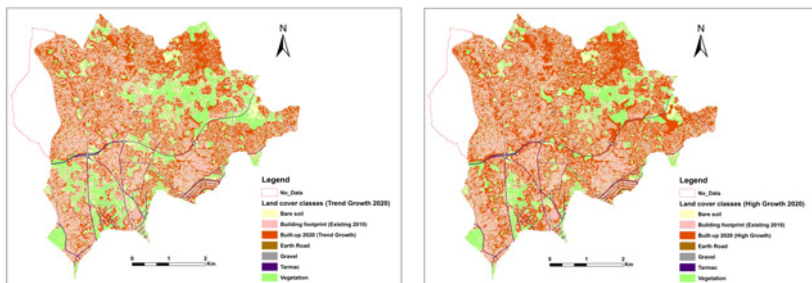 N
Legend
No_Data
Land cover classes (Trend Growth 2020)
Bare soil
Building footprint (Existing 2010)
Built-up 2020 (Trend Growth)
Earth Road
Gravel
Tarmac
Vegetation
0 1 2
Km
N
Legend
No_Data
Land cover classes (High Growth 2020)
Bare soil
Building footprint (Existing 2010)
Built-up 2020 (High Growth)
Earth Road
Gravel
Tarmac
Vegetation
0 1 2
Km